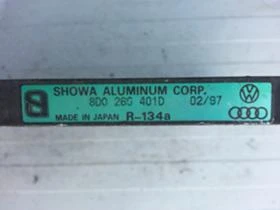 SHOWA ALUMINUM CORP.
8D0 260 401D 02/97
MADE IN JAPAN R-134a